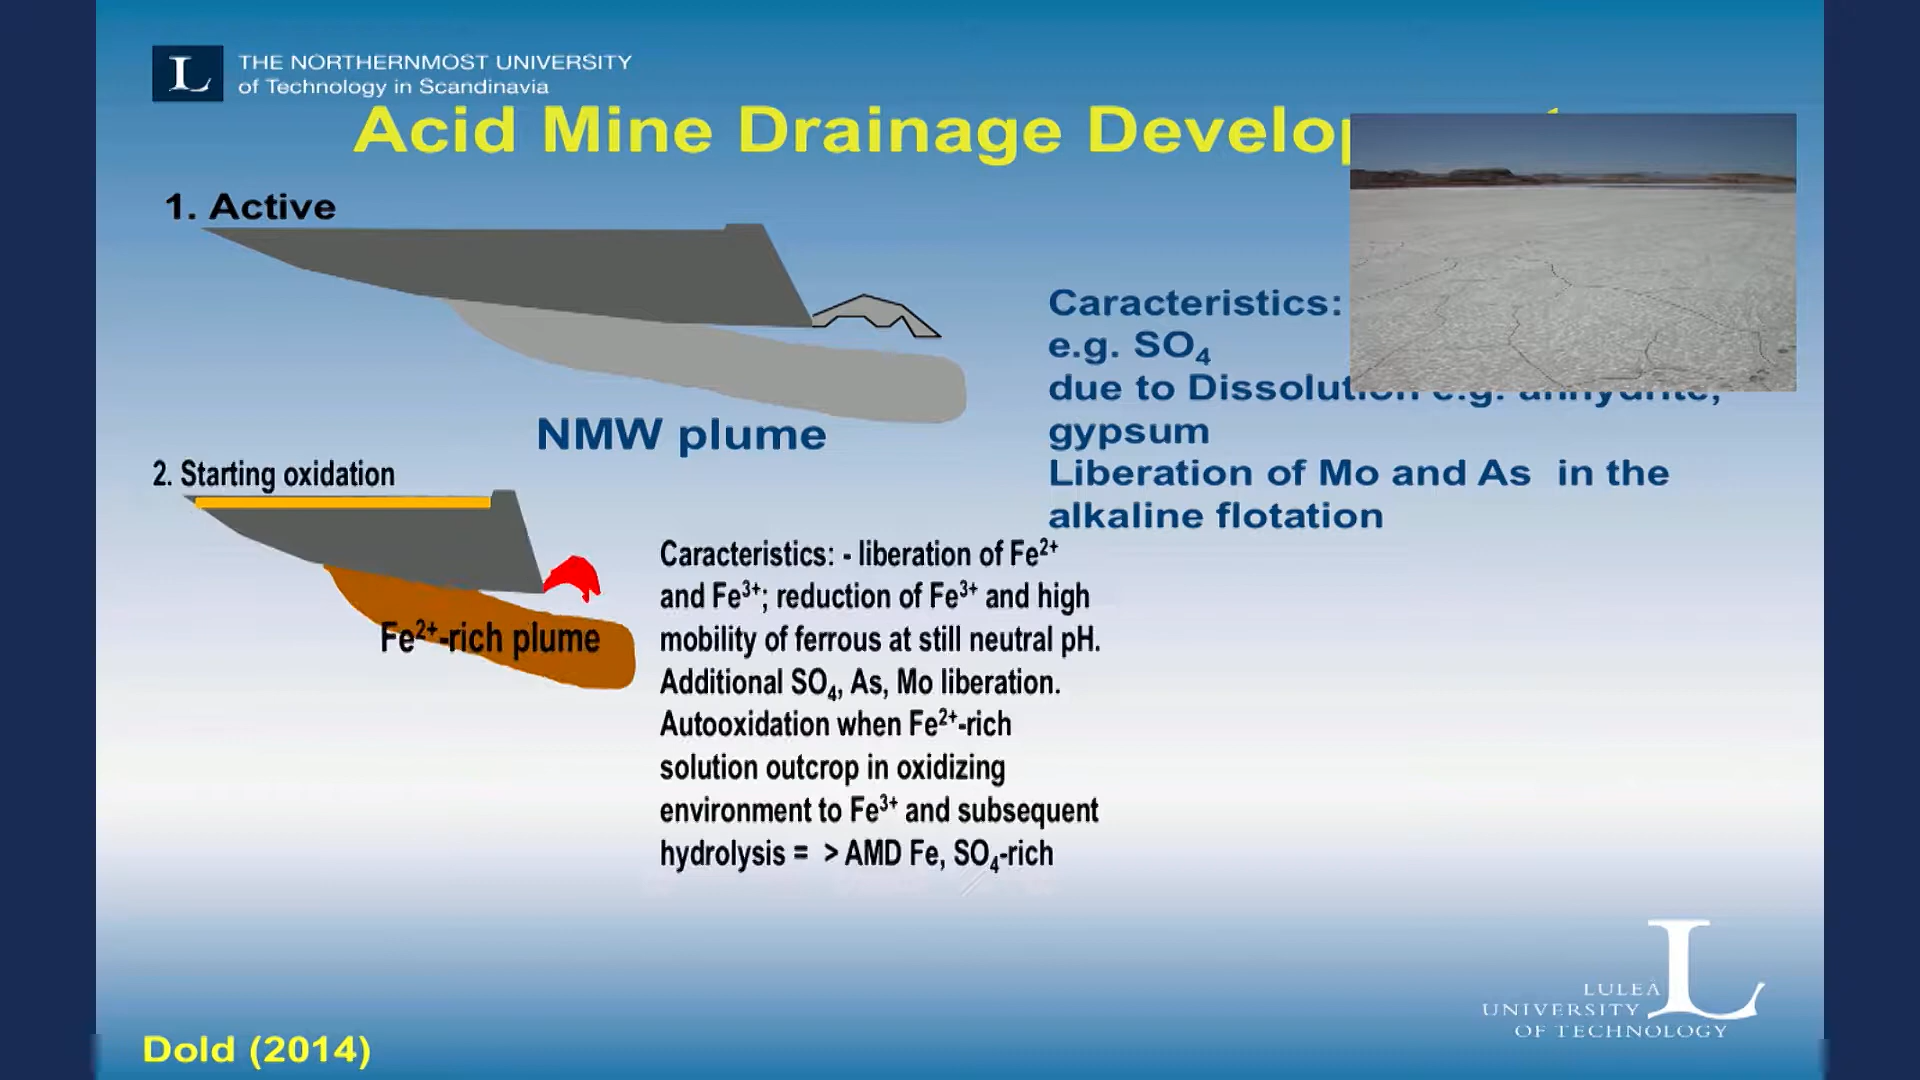 THE NORTHERNMOST UNIVERSITY
of Technology in Scandinavia
Acid Mine Drainage
1. Active
Caracteristics:
e.g. SO₄
due to Dissolution e.g. anhydrite,
gypsum
NMW plume
Liberation of Mo and As in the
alkaline flotation
2. Starting oxidation
Fe²⁺-rich plume
Caracteristics: - liberation of Fe²⁺
and Fe³⁺; reduction of Fe³⁺ and high
mobility of ferrous at still neutral pH.
Additional SO₄, As, Mo liberation.
Autooxidation when Fe²⁺-rich
solution outcrop in oxidizing
environment to Fe³⁺ and subsequent
hydrolysis = > AMD Fe, SO₄-rich
LULEÅ
UNIVERSITY
OF TECHNOLOGY
Dold (2014)